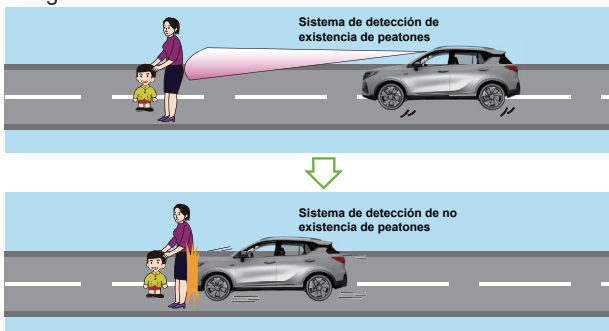 Sistema de detección de
existencia de peatones
Sistema de detección de no
existencia de peatones